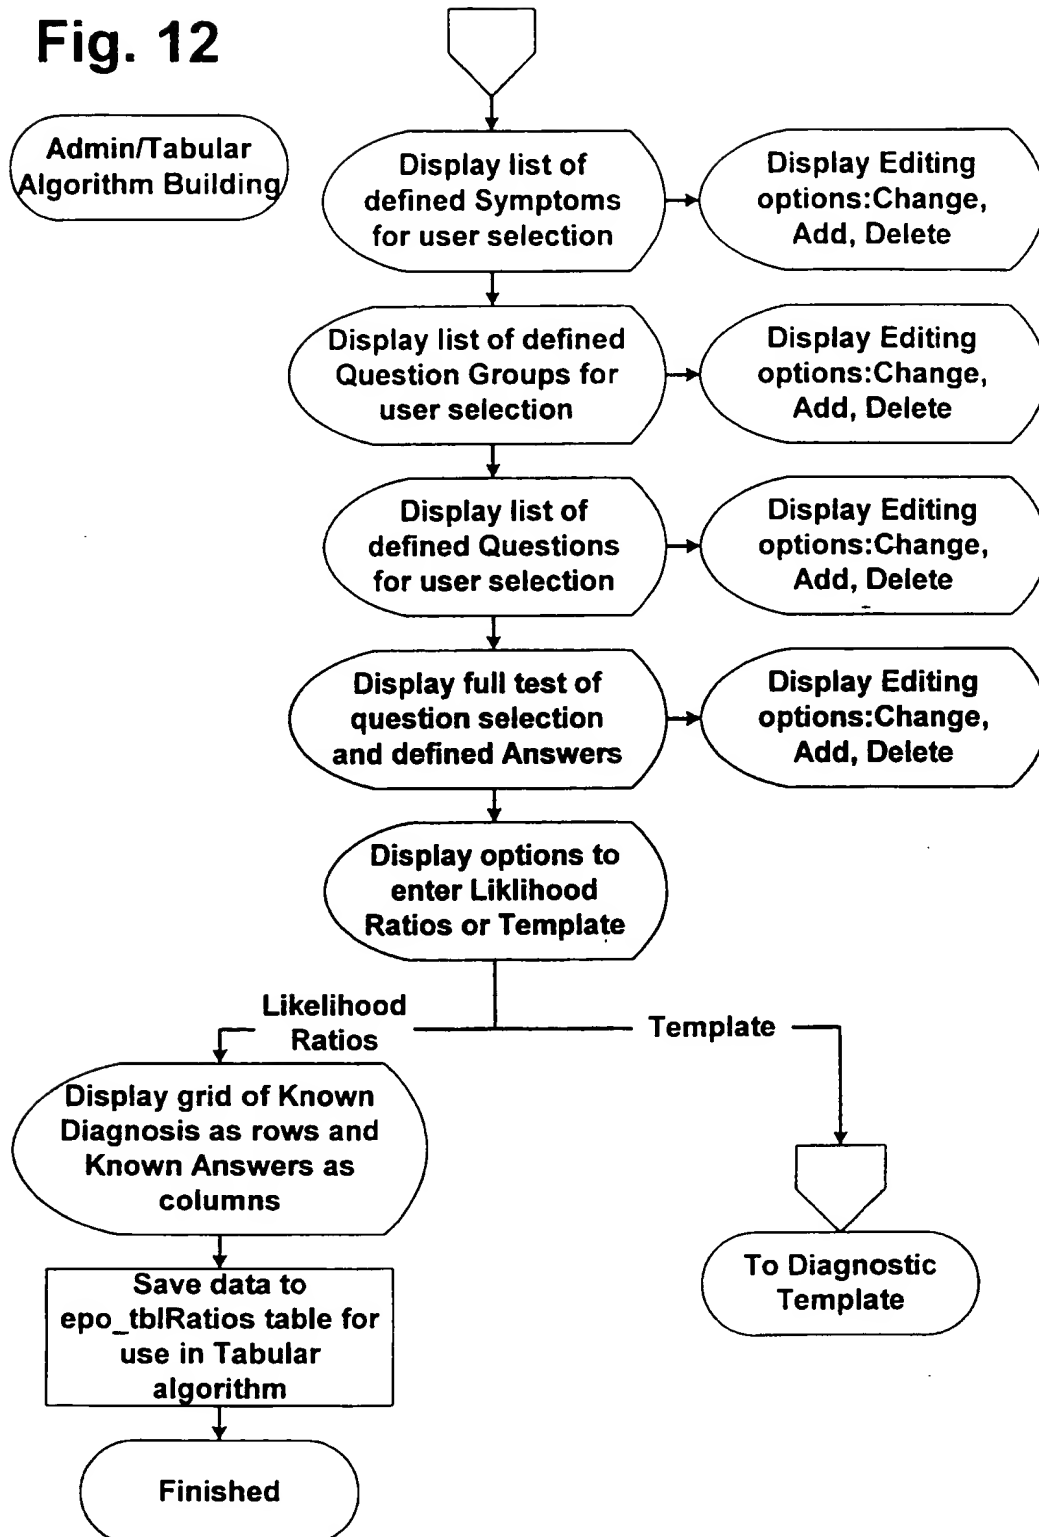 Fig. 12
Admin/Tabular
Algorithm Building
Display list of
defined Symptoms
for user selection
Display Editing
options:Change,
Add, Delete
Display list of defined
Question Groups for
user selection
Display Editing
options:Change,
Add, Delete
Display list of
defined Questions
for user selection
Display Editing
options:Change,
Add, Delete
Display full test of
question selection
and defined Answers
Display Editing
options:Change,
Add, Delete
Display options to
enter Liklihood
Ratios or Template
Likelihood
Ratios
Template
Display grid of Known
Diagnosis as rows and
Known Answers as
columns
Save data to
epo_tblRatios table for
use in Tabular
algorithm
Finished
To Diagnostic
Template